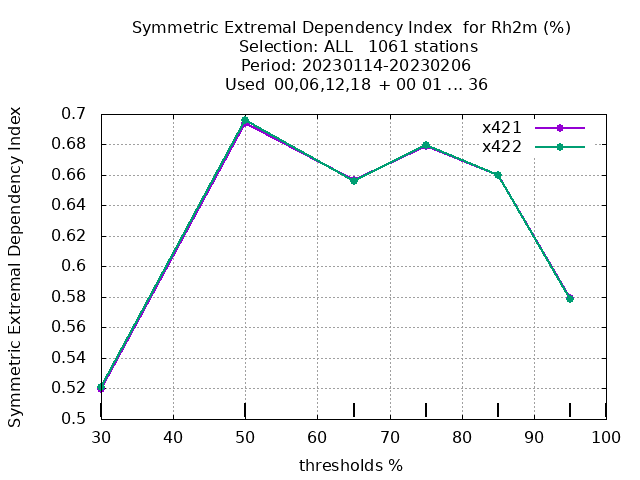 Symmetric Extremal Dependency Index  for Rh2m (%)
Selection: ALL   1061 stations
Period: 20230114-20230206
Used  00,06,12,18  + 00 01 ... 36
Symmetric Extremal Dependency Index
0.7
0.68
0.66
0.64
0.62
0.6
0.58
0.56
0.54
0.52
0.5
x421
x422
30 40 50 60 70 80 90 100
thresholds %